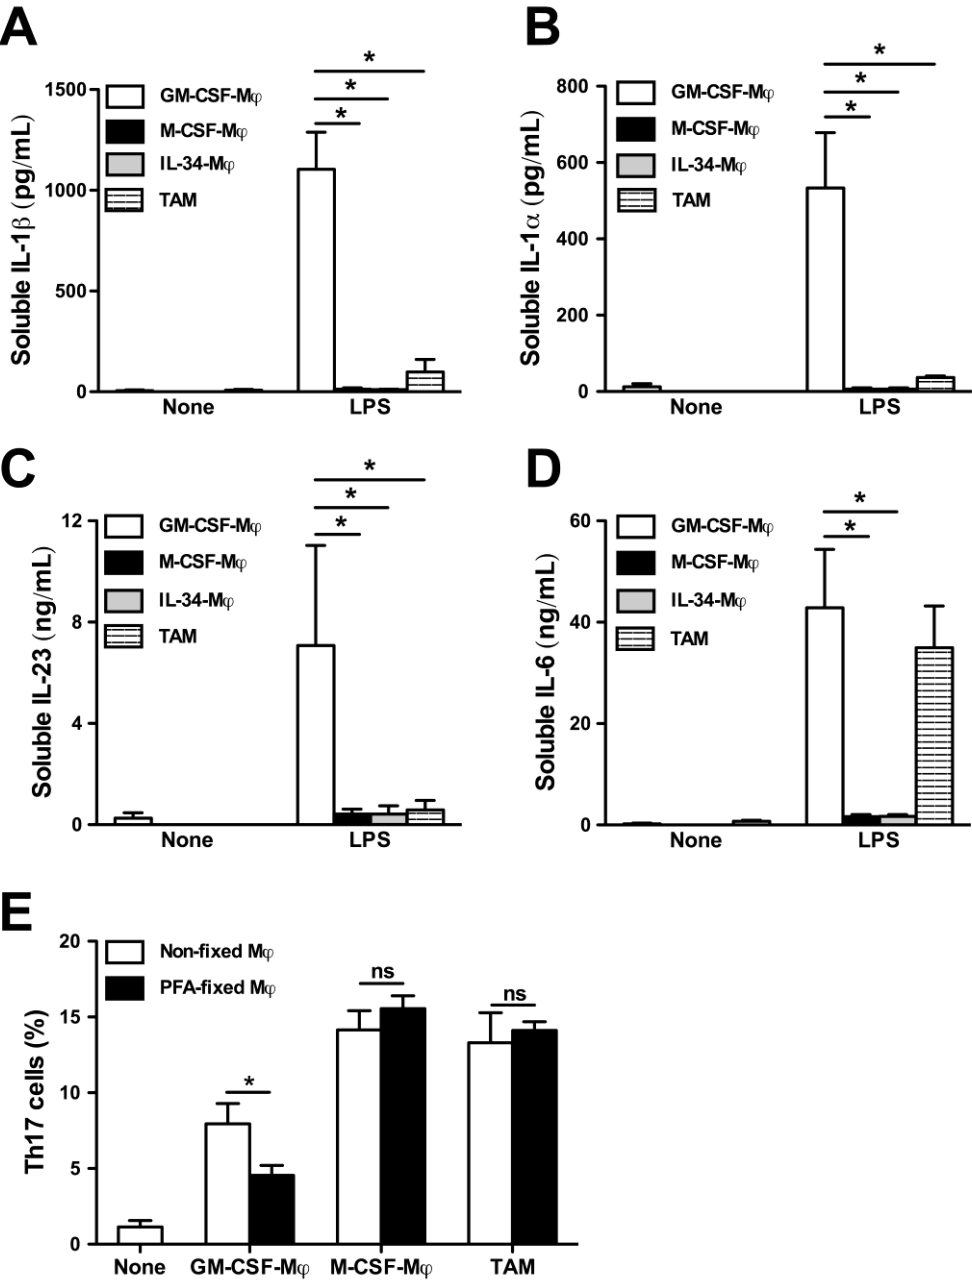 A
Soluble IL-1β (pg/mL)
1500
1000
500
0
GM-CSF-Mφ
M-CSF-Mφ
IL-34-Mφ
TAM
*
*
*
None
LPS
B
Soluble IL-1α (pg/mL)
800
600
400
200
0
GM-CSF-Mφ
M-CSF-Mφ
IL-34-Mφ
TAM
*
*
*
None
LPS
C
Soluble IL-23 (ng/mL)
12
8
4
0
GM-CSF-Mφ
M-CSF-Mφ
IL-34-Mφ
TAM
*
*
*
None
LPS
D
Soluble IL-6 (ng/mL)
60
40
20
0
GM-CSF-Mφ
M-CSF-Mφ
IL-34-Mφ
TAM
*
*
None
LPS
E
Th17 cells (%)
20
15
10
5
0
Non-fixed Mφ
PFA-fixed Mφ
*
ns
ns
None
GM-CSF-Mφ
M-CSF-Mφ
TAM